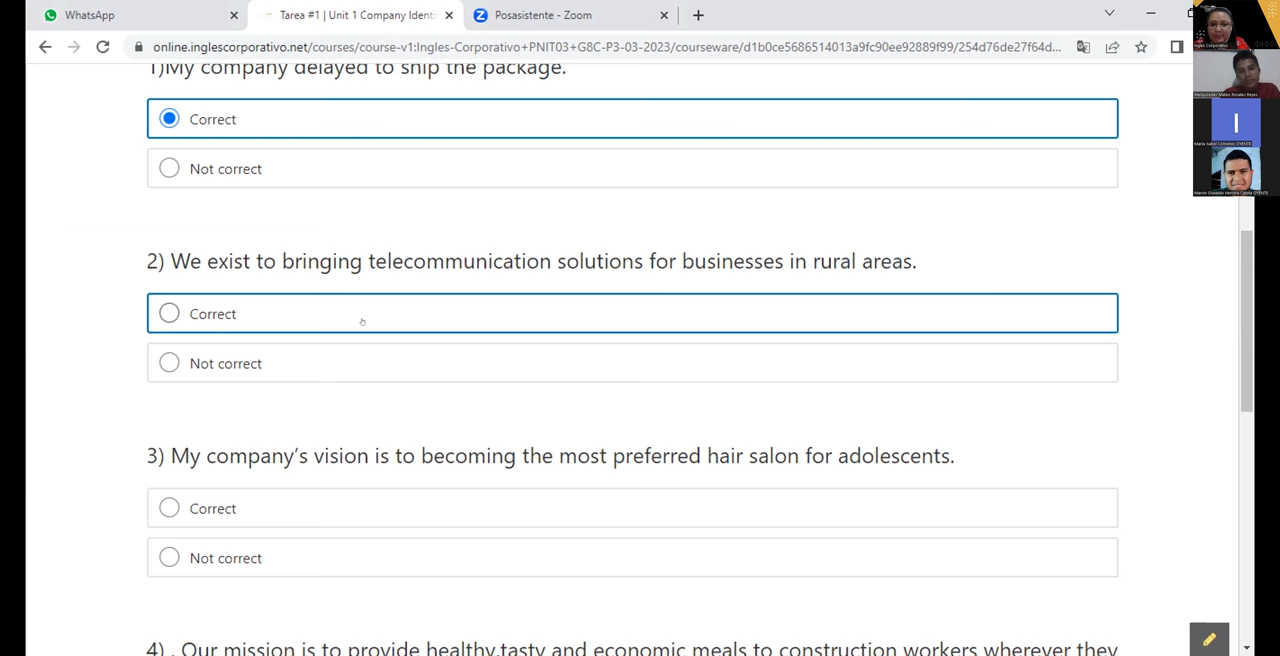 WhatsApp
Tarea #1 | Unit 1 Company Identi
Posasistente - Zoom
online.inglescorporativo.net/courses/course-v1:Ingles-Corporativo+PNIT03+G8C-P3-03-2023/courseware/d1b0ce5686514013a9fc90ee92889f99/254d76de27f64d...
1)My company delayed to ship the package.
Correct
Not correct
2) We exist to bringing telecommunication solutions for businesses in rural areas.
Correct
Not correct
3) My company's vision is to becoming the most preferred hair salon for adolescents.
Correct
Not correct
4) . Our mission is to provide healthy,tasty and economic meals to construction workers wherever they
Ingles Corporativo
I